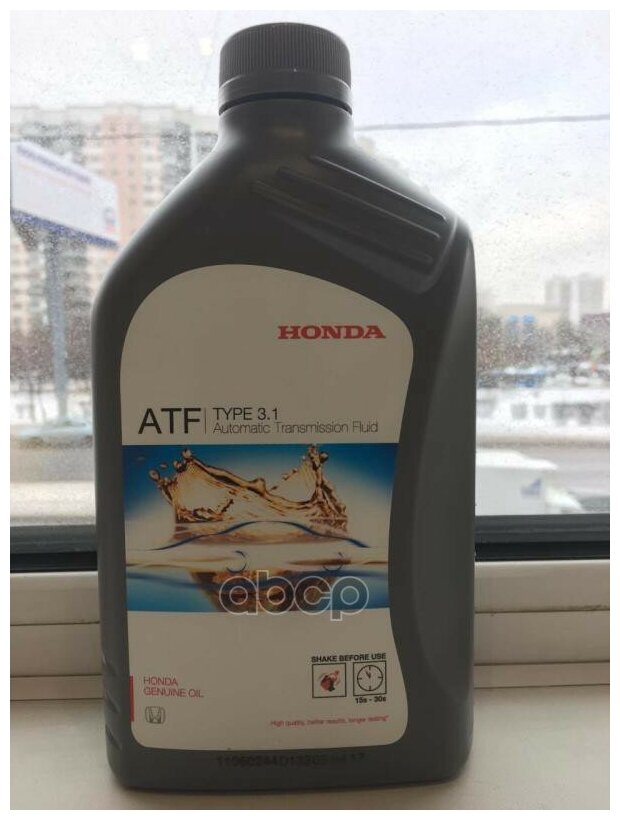 HONDA
ATF TYPE 3.1
Automatic Transmission Fluid
abcp
SHAKE BEFORE USE
15s - 30s
HONDA
GENUINE OIL
High quality, better results, longer lasting*